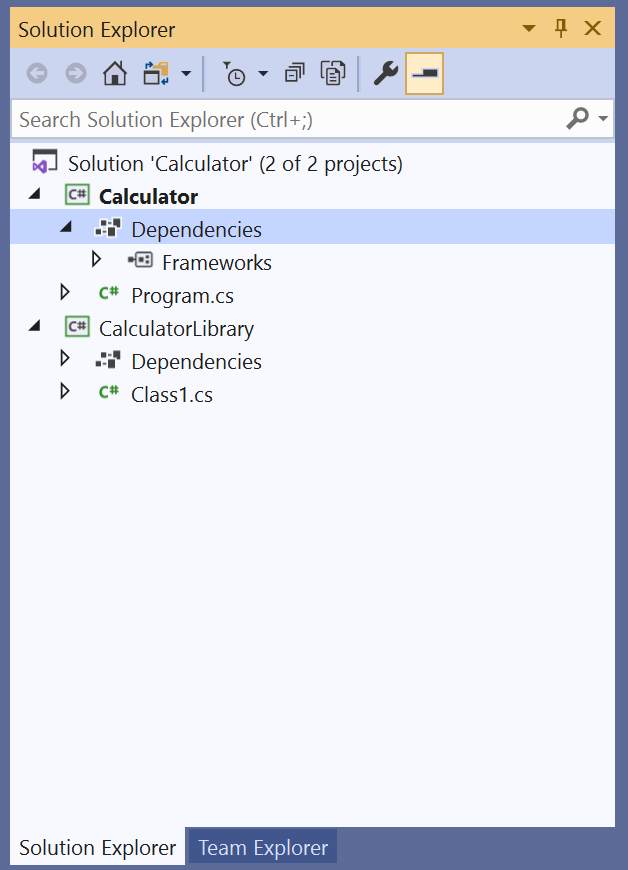 Solution Explorer
Search Solution Explorer (Ctrl+;)
Solution 'Calculator' (2 of 2 projects)
C# Calculator
Dependencies
Frameworks
C# Program.cs
C# CalculatorLibrary
Dependencies
C# Class1.cs
Solution Explorer Team Explorer